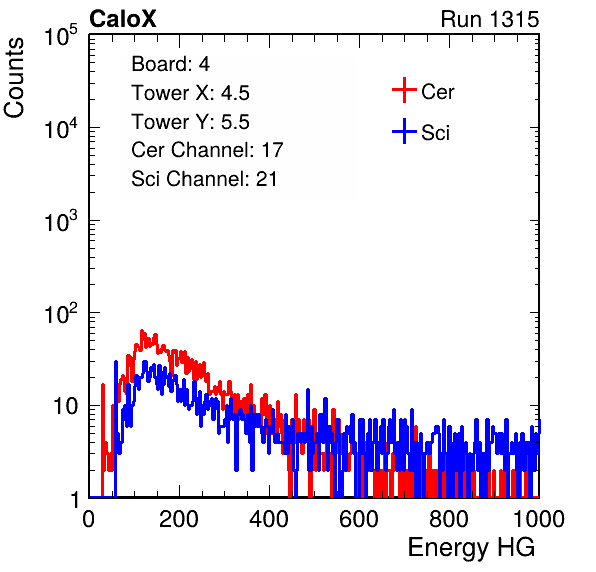 CaloX Run 1315
Counts
Board: 4
Tower X: 4.5
Tower Y: 5.5
Cer Channel: 17
Sci Channel: 21
Cer
Sci
10^5
10^4
10^3
10^2
10
1
0 200 400 600 800 1000
Energy HG